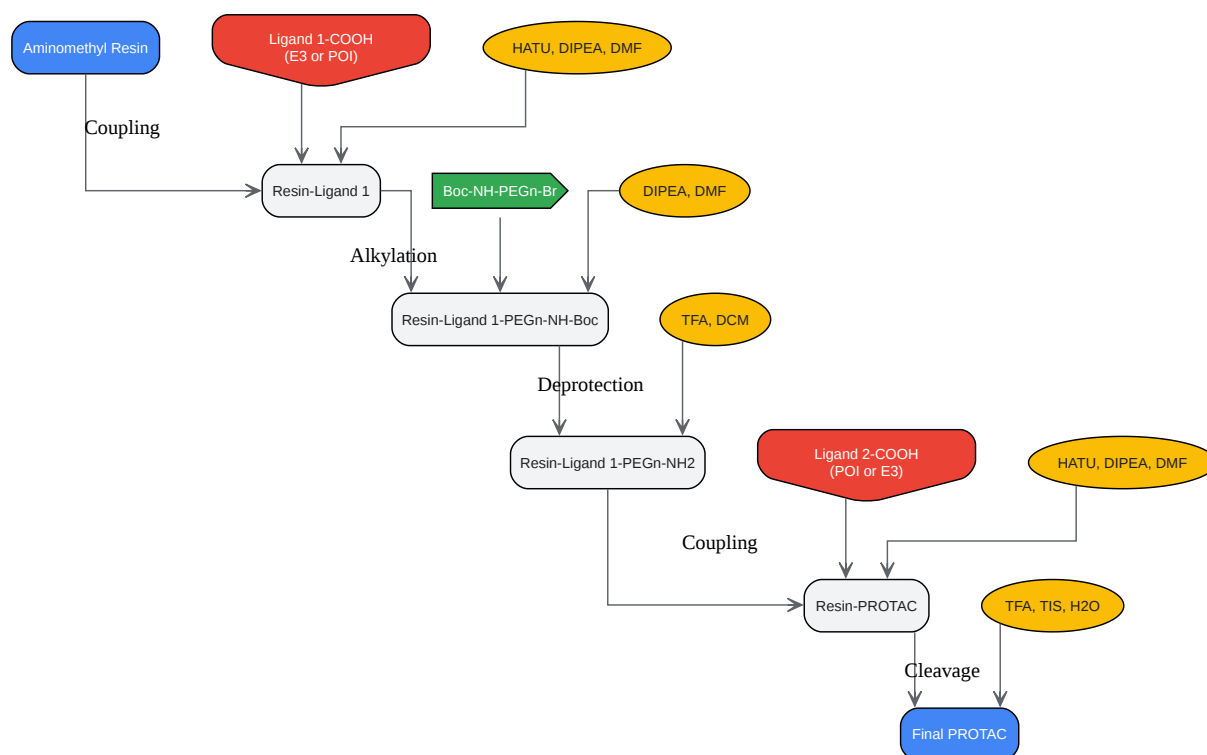 Aminomethyl Resin
Ligand 1-COOH
(E3 or POI)
HATU, DIPEA, DMF
Coupling
Resin-Ligand 1
Boc-NH-PEGn-Br
DIPEA, DMF
Alkylation
Resin-Ligand 1-PEGn-NH-Boc
TFA, DCM
Deprotection
Resin-Ligand 1-PEGn-NH2
Ligand 2-COOH
(POI or E3)
HATU, DIPEA, DMF
Coupling
Resin-PROTAC
TFA, TIS, H2O
Cleavage
Final PROTAC